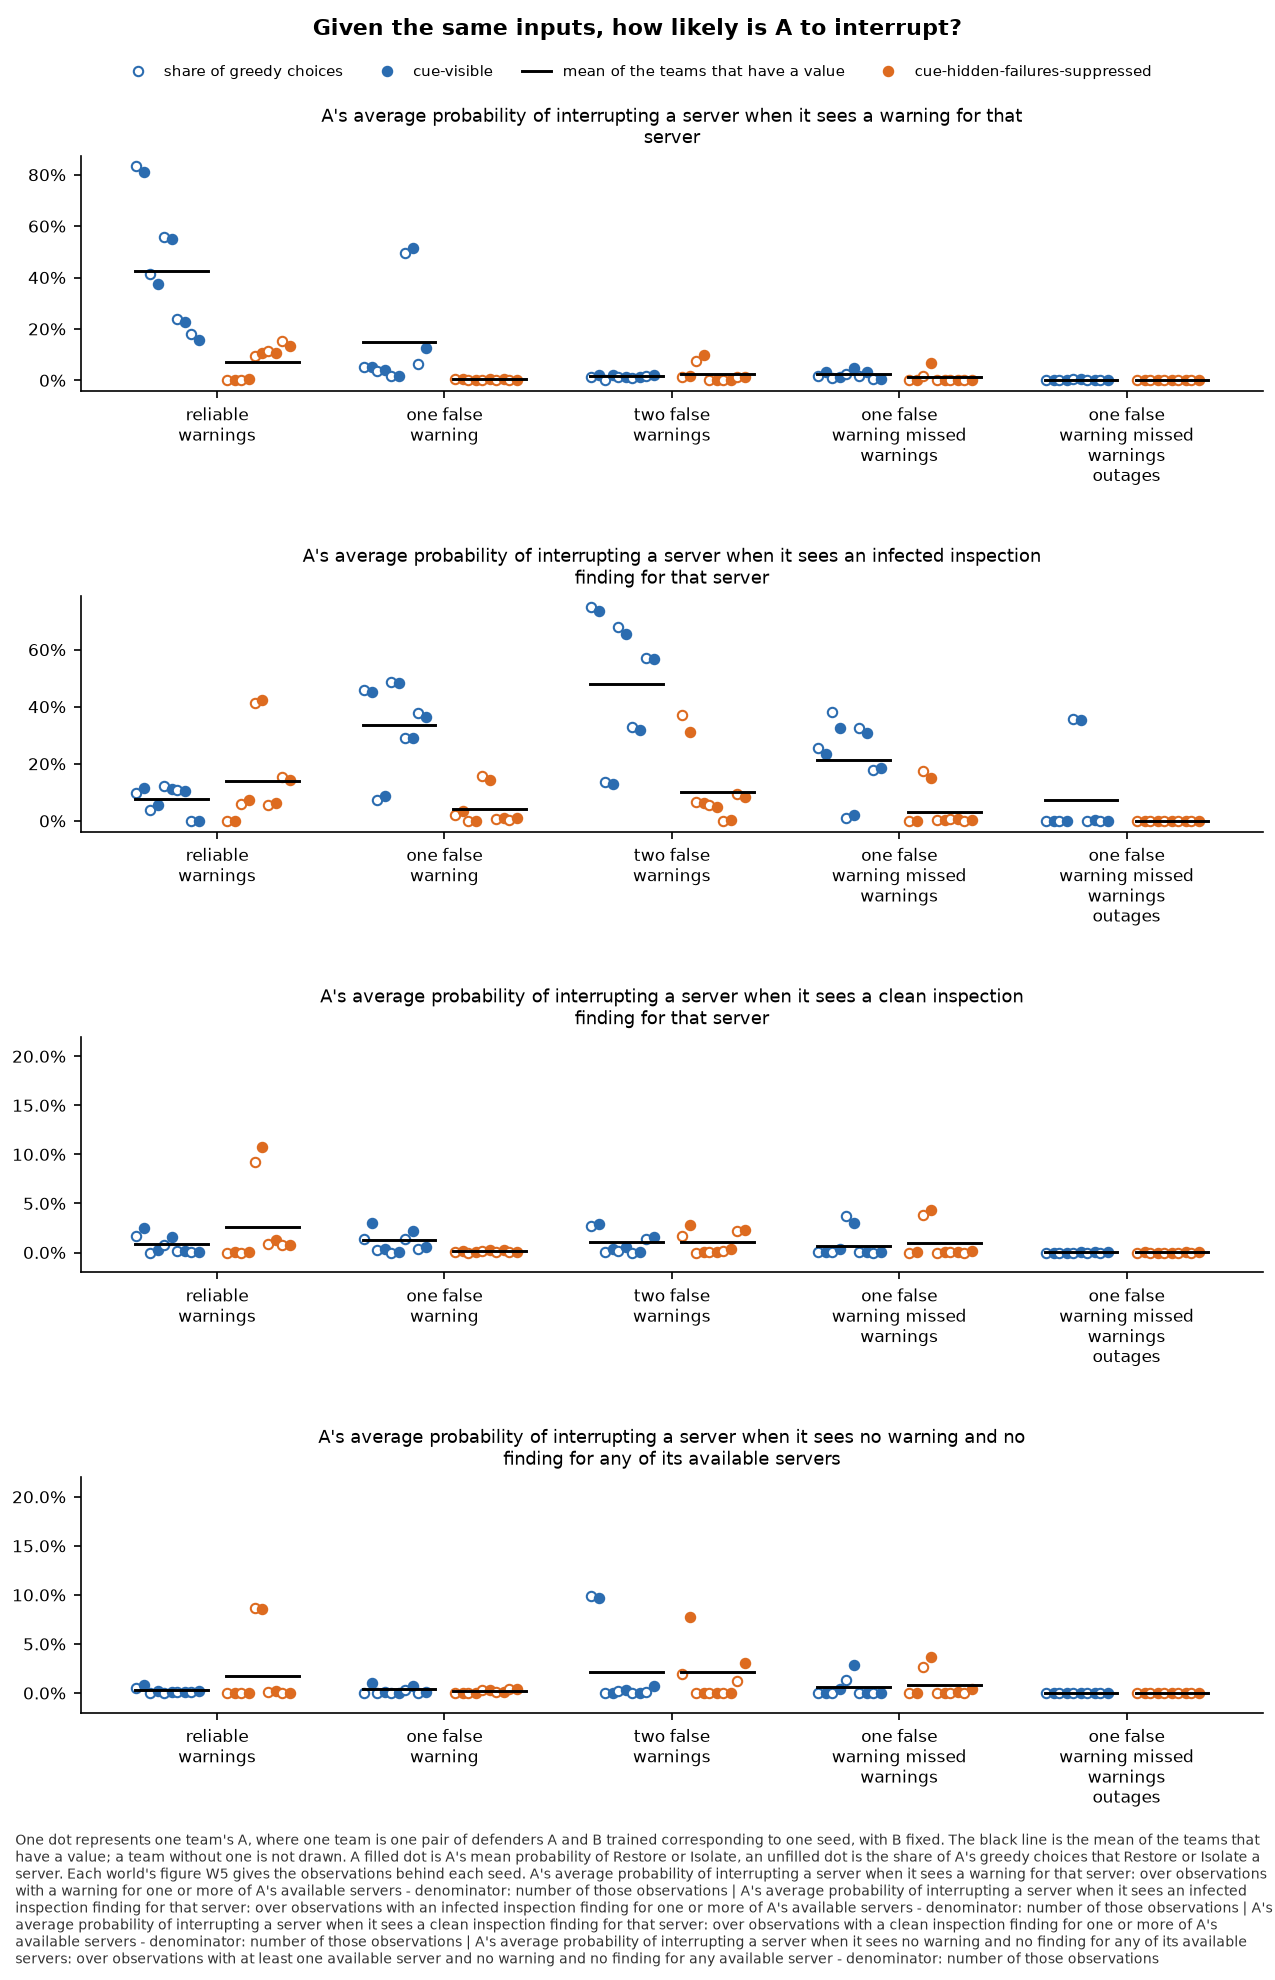 Given the same inputs, how likely is A to interrupt?
share of greedy choices
cue-visible
mean of the teams that have a value
cue-hidden-failures-suppressed
A's average probability of interrupting a server when it sees a warning for that
server
80%
60%
40%
20%
0%
reliable
warnings
one false
warning
two false
warnings
one false
warning missed
warnings
one false
warning missed
warnings
outages
A's average probability of interrupting a server when it sees an infected inspection
finding for that server
60%
40%
20%
0%
reliable
warnings
one false
warning
two false
warnings
one false
warning missed
warnings
one false
warning missed
warnings
outages
A's average probability of interrupting a server when it sees a clean inspection
finding for that server
20.0%
15.0%
10.0%
5.0%
0.0%
reliable
warnings
one false
warning
two false
warnings
one false
warning missed
warnings
one false
warning missed
warnings
outages
A's average probability of interrupting a server when it sees no warning and no
finding for any of its available servers
20.0%
15.0%
10.0%
5.0%
0.0%
reliable
warnings
one false
warning
two false
warnings
one false
warning missed
warnings
one false
warning missed
warnings
outages
One dot represents one team's A, where one team is one pair of defenders A and B trained corresponding to one seed, with B fixed. The black line is the mean of the teams that
have a value; a team without one is not drawn. A filled dot is A's mean probability of Restore or Isolate, an unfilled dot is the share of A's greedy choices that Restore or Isolate a
server. Each world's figure W5 gives the observations behind each seed. A's average probability of interrupting a server when it sees a warning for that server: over observations
with a warning for one or more of A's available servers - denominator: number of those observations | A's average probability of interrupting a server when it sees an infected
inspection finding for that server: over observations with an infected inspection finding for one or more of A's available servers - denominator: number of those observations | A's
average probability of interrupting a server when it sees a clean inspection finding for that server: over observations with a clean inspection finding for one or more of A's
available servers - denominator: number of those observations | A's average probability of interrupting a server when it sees no warning and no finding for any of its available
servers: over observations with at least one available server and no warning and no finding for any available server - denominator: number of those observations